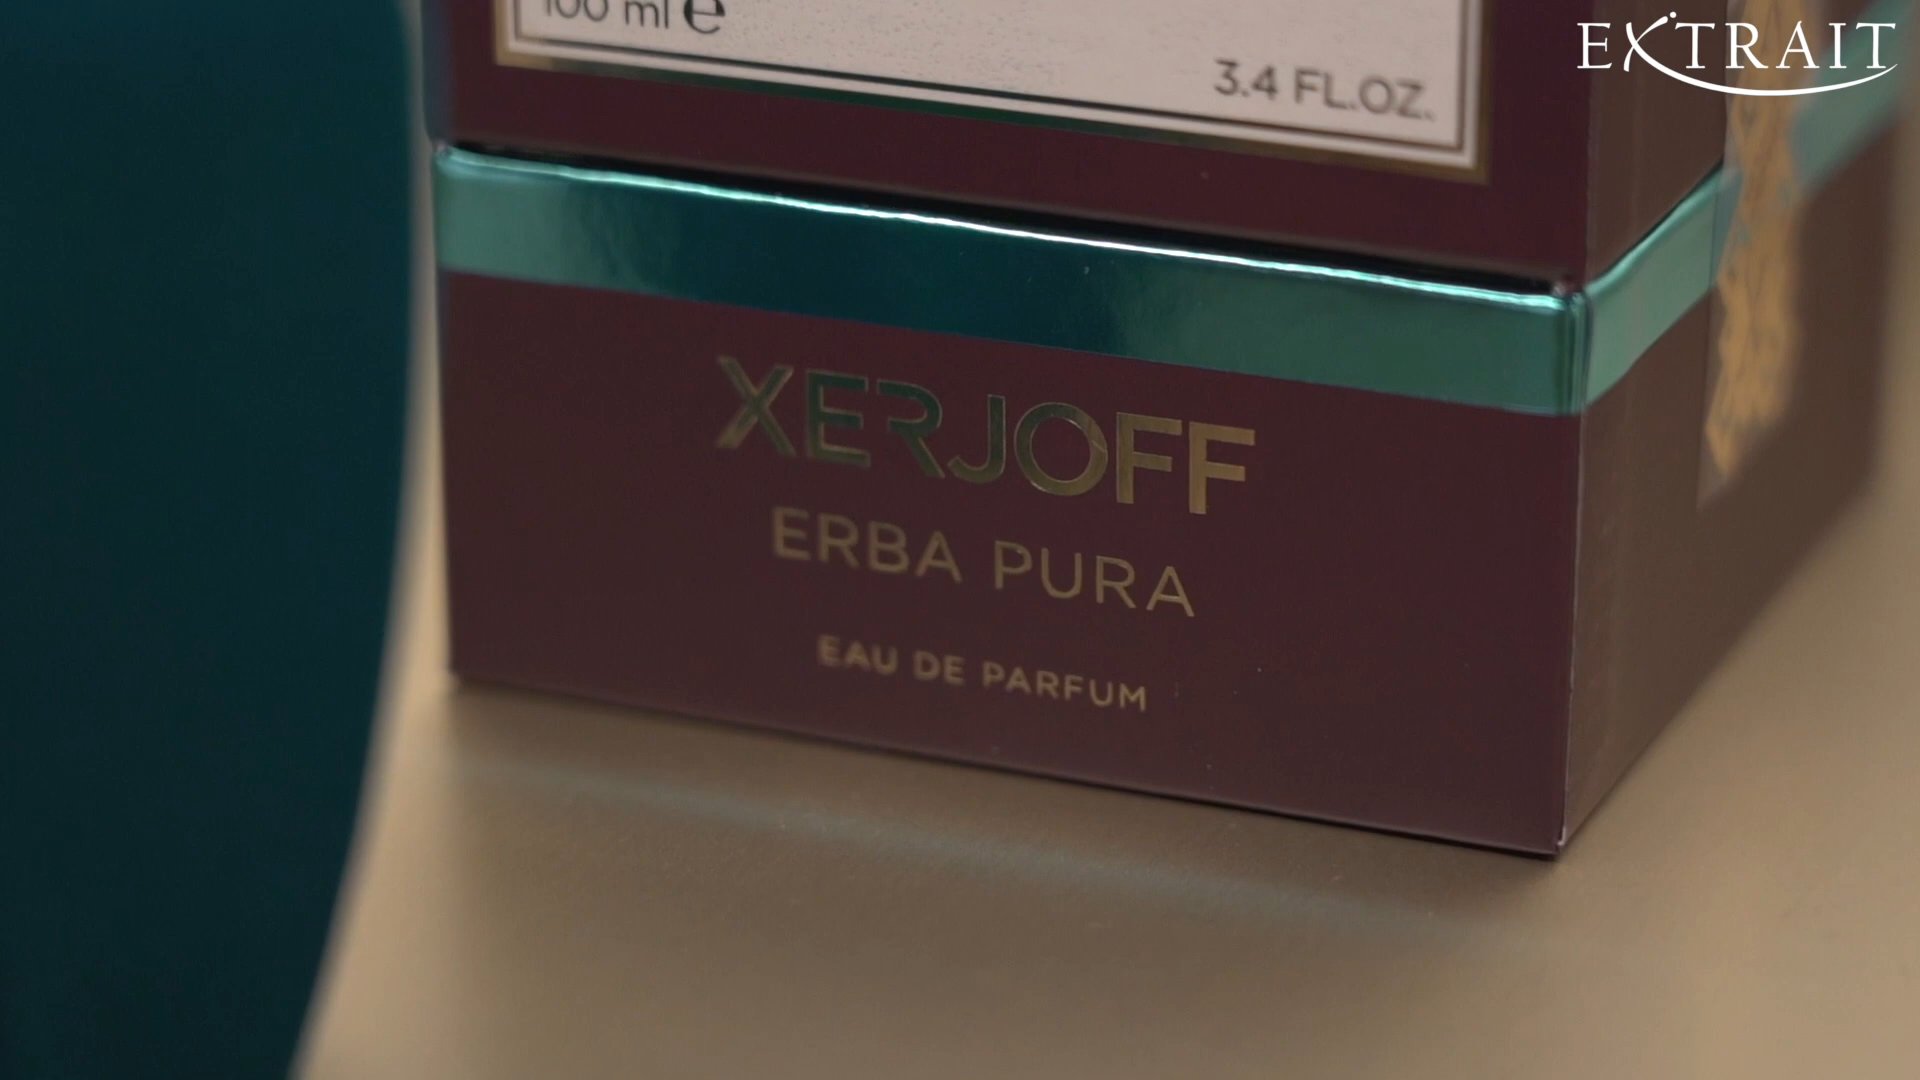 EXTRAIT
100 ml e
3.4 FL.OZ.
XERJOFF
ERBA PURA
EAU DE PARFUM